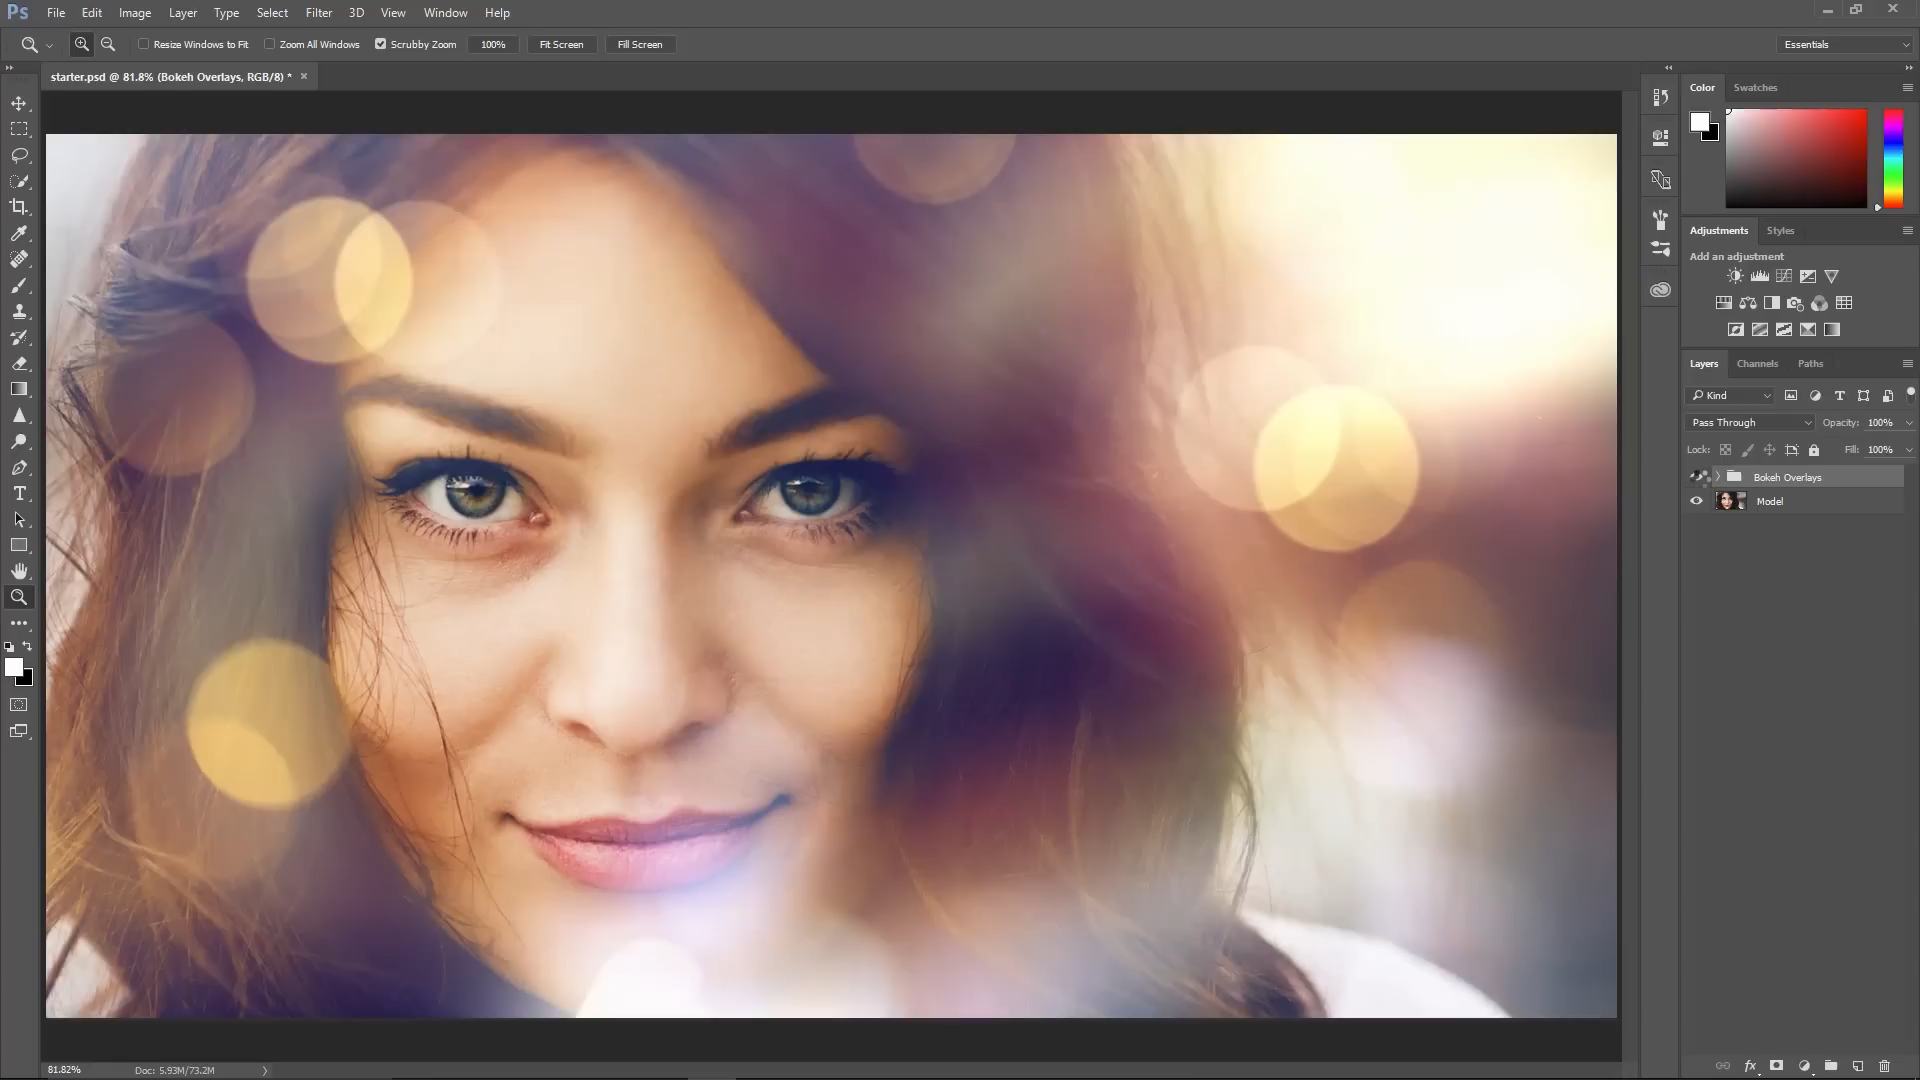 Ps File Edit Image Layer Type Select Filter 3D View Window Help
Resize Windows to Fit Zoom All Windows Scrubby Zoom 100% Fit Screen Fill Screen Essentials
starter.psd @ 81.8% (Bokeh Overlays, RGB/8) * ×
Color Swatches
Adjustments Styles
Add an adjustment
Layers Channels Paths
Kind
Pass Through Opacity: 100%
Lock: Fill: 100%
Bokeh Overlays
Model
81.82% Doc: 5.93M/73.2M